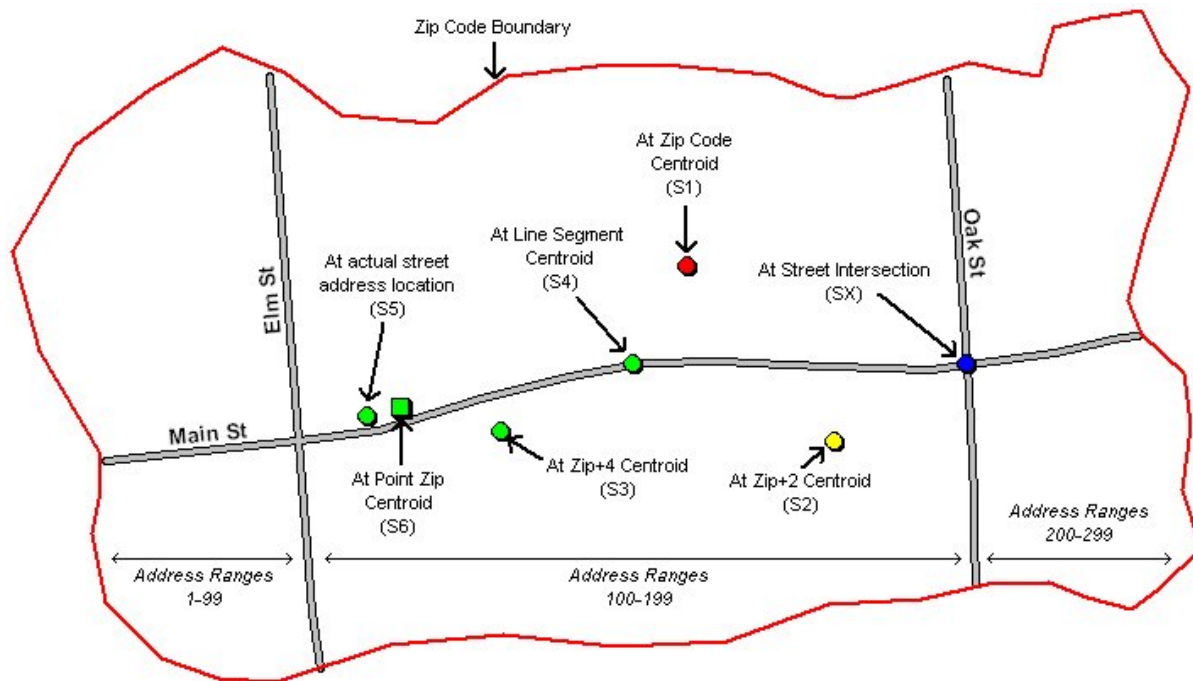 Zip Code Boundary
At Zip Code
Centroid
(S1)
At Line Segment
Centroid
(S4)
At actual street
address location
(S5)
At Street Intersection
(SX)
Oak St
Elm St
Main St
At Point Zip
Centroid
(S6)
At Zip+4 Centroid
(S3)
At Zip+2 Centroid
(S2)
Address Ranges
200-299
Address Ranges
1-99
Address Ranges
100-199